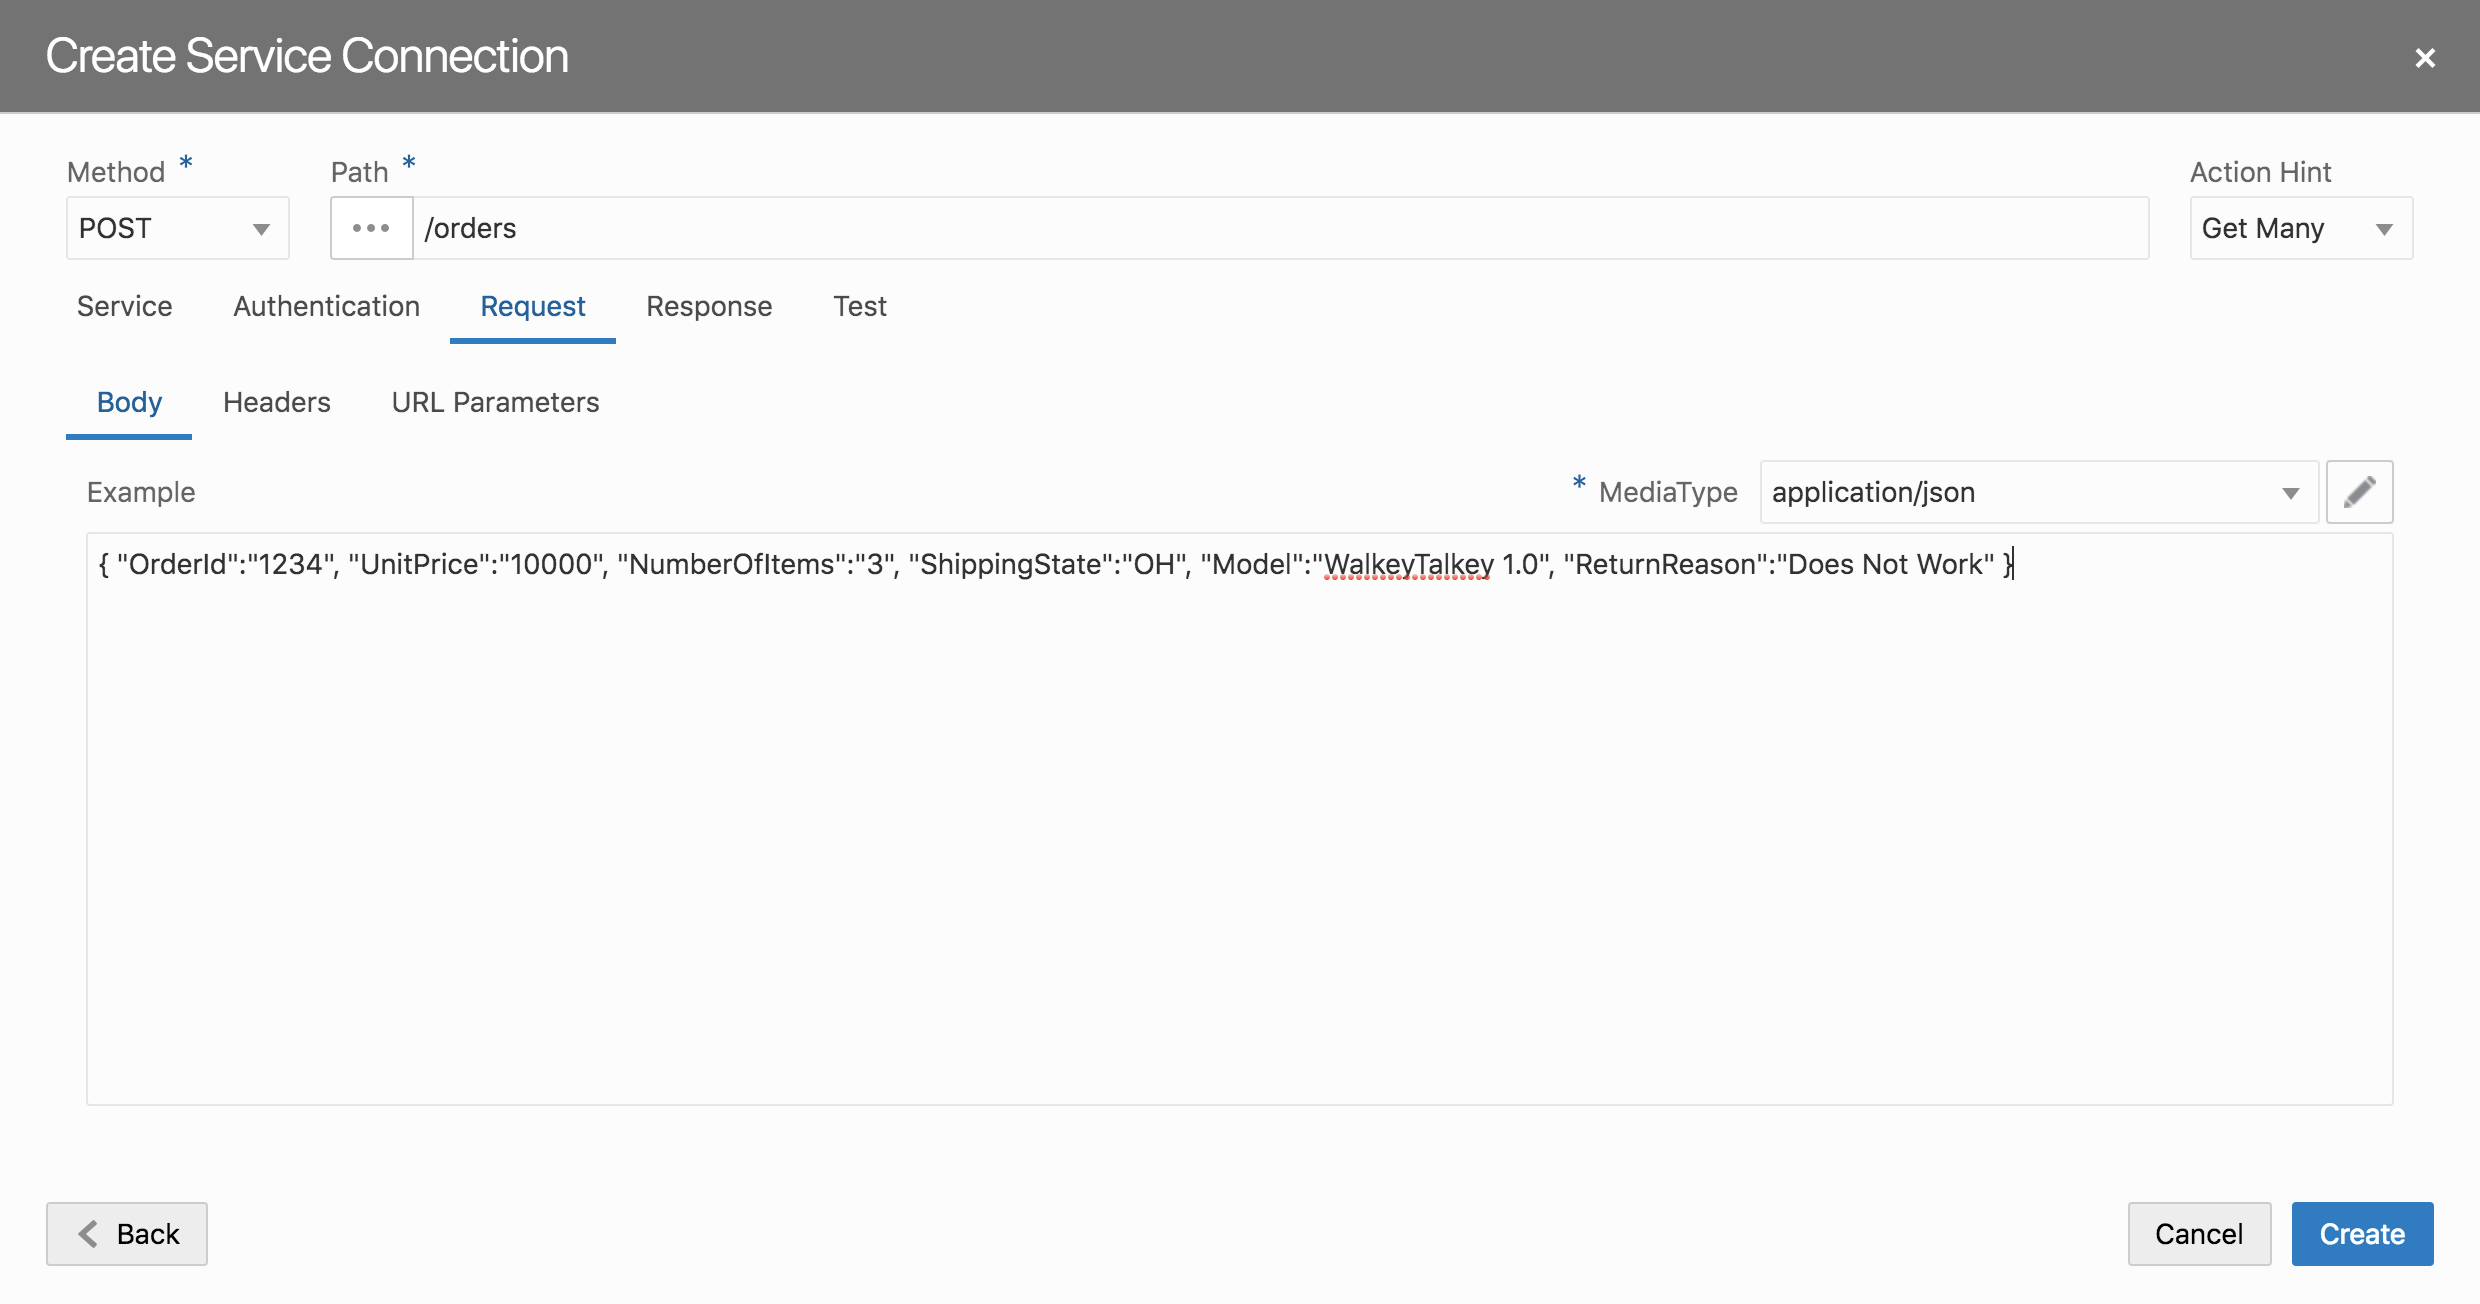 Create Service Connection
Method * Path * Action Hint
POST /orders Get Many
Service Authentication Request Response Test
Body Headers URL Parameters
Example * MediaType application/json
{ "OrderId":"1234", "UnitPrice":"10000", "NumberOfItems":"3", "ShippingState":"OH", "Model":"WalkeyTalkey 1.0", "ReturnReason":"Does Not Work" }
Back Cancel Create